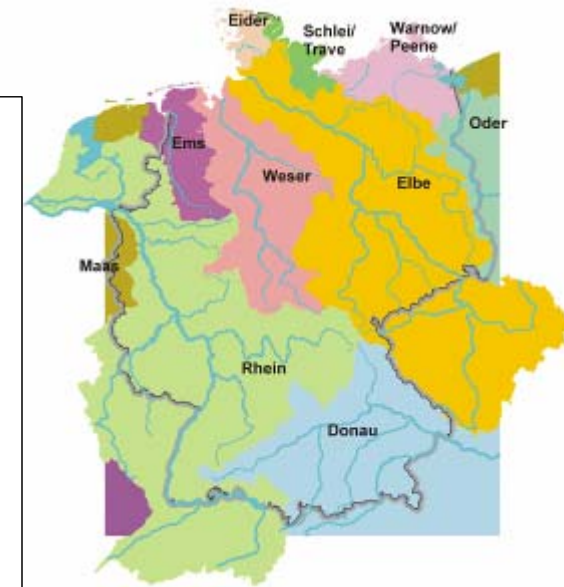 Eider
Schlei/
Trave
Warnow/
Peene
Oder
Ems
Weser
Elbe
Maas
Rhein
Donau